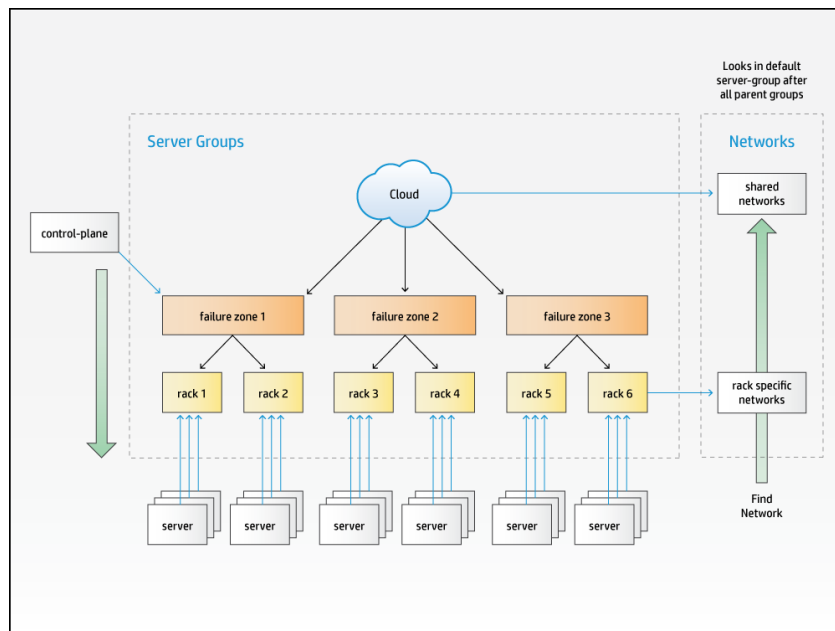 Looks in default
server-group after
all parent groups
Server Groups
Networks
Cloud
shared
networks
control-plane
failure zone 1
failure zone 2
failure zone 3
rack 1
rack 2
rack 3
rack 4
rack 5
rack 6
rack specific
networks
Find
Network
server
server
server
server
server
server